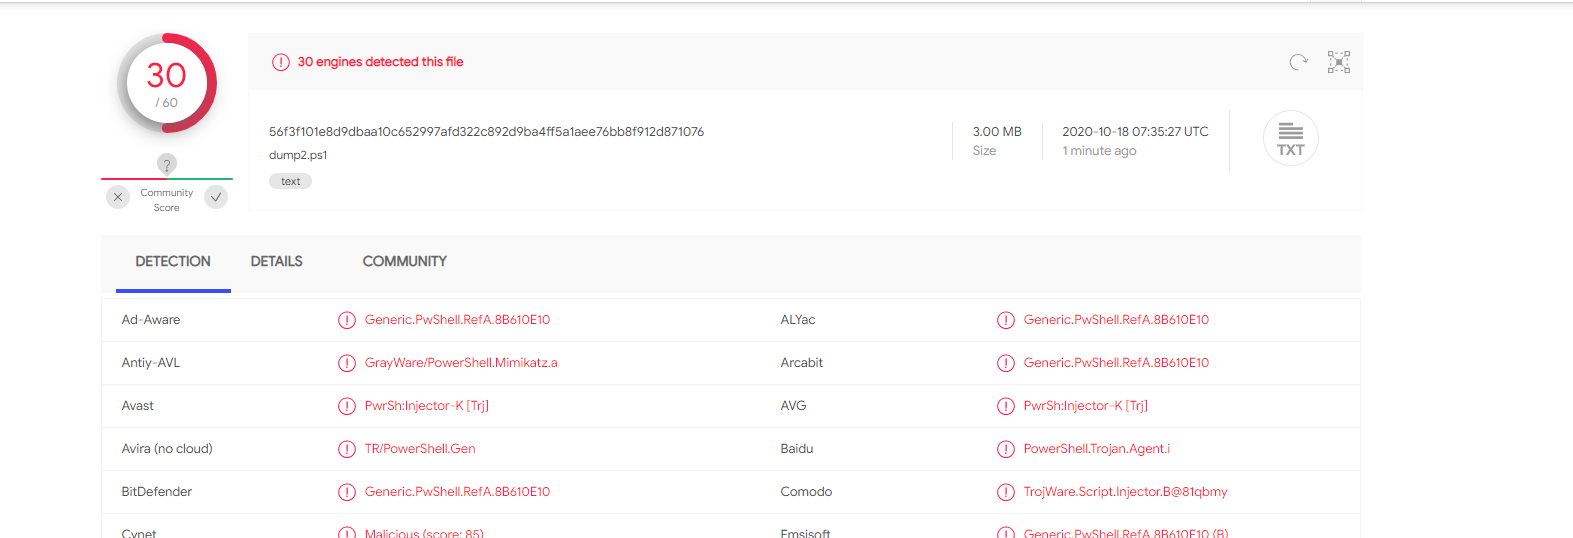 30
/ 60
?
Community
Score
30 engines detected this file
56f3f101e8d9dbaa10c652997afd322c892d9ba4ff5a1aee76bb8f912d871076
dump2.ps1
text
3.00 MB
Size
2020-10-18 07:35:27 UTC
1 minute ago
TXT
DETECTION DETAILS COMMUNITY
Ad-Aware Generic.PwShell.RefA.8B610E10 ALYac Generic.PwShell.RefA.8B610E10
Antiy-AVL GrayWare/PowerShell.Mimikatz.a Arcabit Generic.PwShell.RefA.8B610E10
Avast PwrSh:Injector-K [Trj] AVG PwrSh:Injector-K [Trj]
Avira (no cloud) TR/PowerShell.Gen Baidu PowerShell.Trojan.Agent.i
BitDefender Generic.PwShell.RefA.8B610E10 Comodo TrojWare.Script.Injector.B@81qbmy
Cynet Malicious (score: 85) Emsisoft Generic.PwShell.RefA.8B610E10 (B)